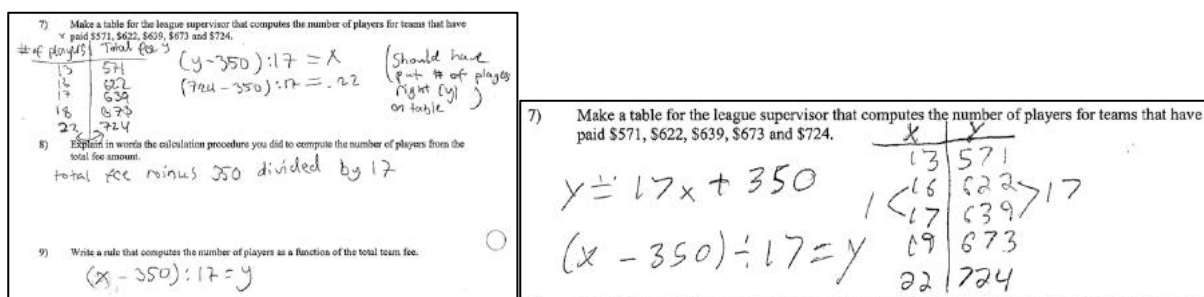 7) Make a table for the league supervisor that computes the number of players for teams that have
x paid $571, $622, $639, $673 and $724.
# of players | Total fee y
13 | 571
16 | 622
17 | 639
18 | 673
22 | 724
(y-350):17 = x
(724-350):17 = .22
(Should have
put # of players
right (y)
on table)
8) Explain in words the calculation procedure you did to compute the number of players from the
total fee amount.
total fee minus 350 divided by 17
9) Write a rule that computes the number of players as a function of the total team fee.
(x - 350):17 = y
7) Make a table for the league supervisor that computes the number of players for teams that have
paid $571, $622, $639, $673 and $724.
x | y
13 | 571
1 < 16 | 622 > 17
17 | 639
19 | 673
22 | 724
y = 17x + 350
(x - 350) ÷ 17 = y